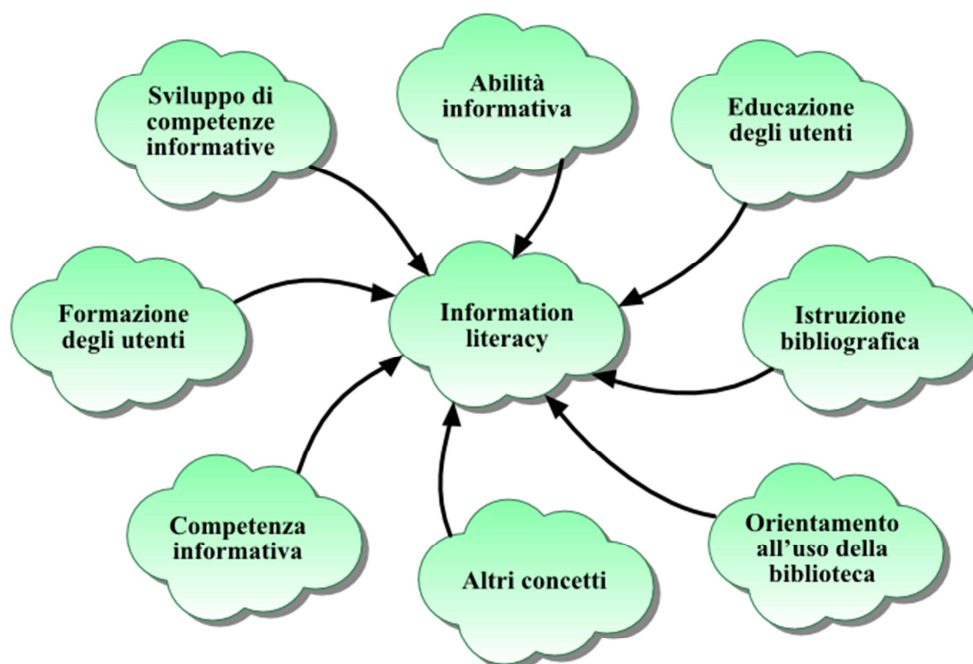 Sviluppo di
competenze
informative
Abilità
informativa
Educazione
degli utenti
Formazione
degli utenti
Information
literacy
Istruzione
bibliografica
Competenza
informativa
Altri concetti
Orientamento
all’uso della
biblioteca